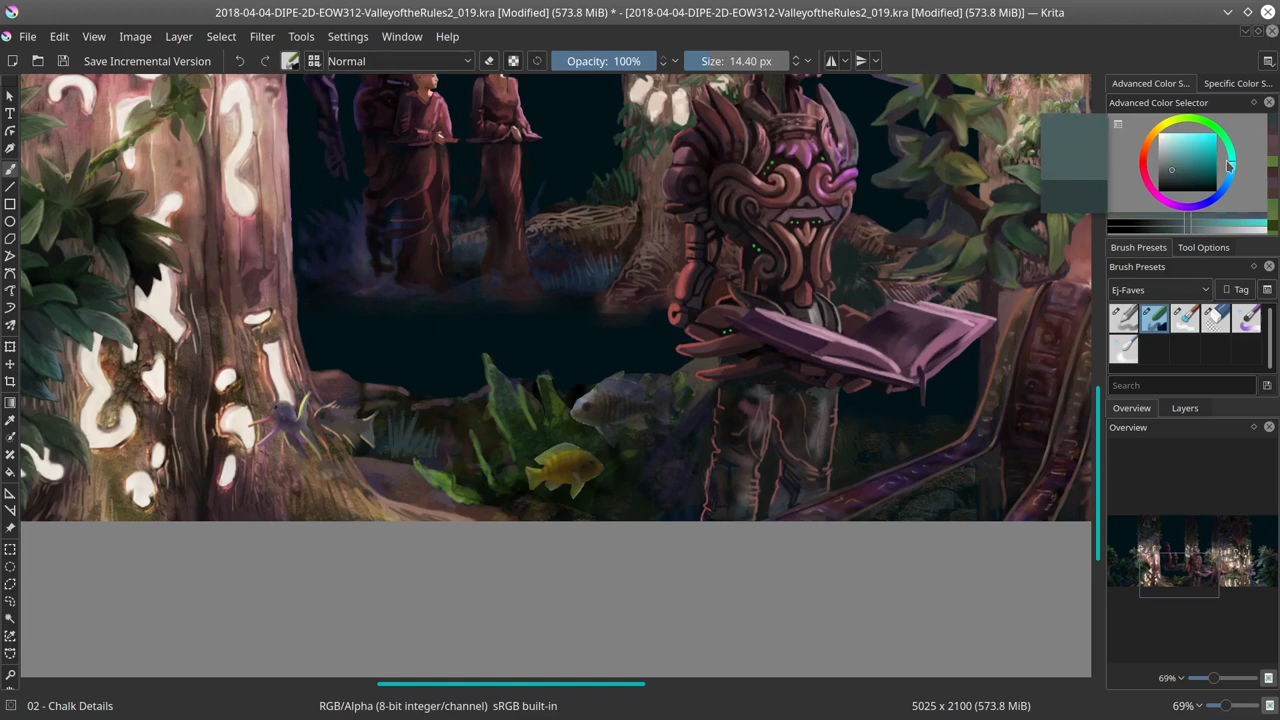 2018-04-04-DIPE-2D-EOW312-ValleyoftheRules2_019.kra [Modified] (573.8 MiB) * - [2018-04-04-DIPE-2D-EOW312-ValleyoftheRules2_019.kra [Modified] (573.8 MiB)] — Krita
File Edit View Image Layer Select Filter Tools Settings Window Help
Save Incremental Version Normal Opacity: 100% Size: 14.40 px
Advanced Color S... Specific Color S...
Advanced Color Selector
Brush Presets Tool Options
Brush Presets
Ej-Faves Tag
Search
Overview Layers
Overview
69%
02 - Chalk Details RGB/Alpha (8-bit integer/channel) sRGB built-in 5025 x 2100 (573.8 MiB) 69%